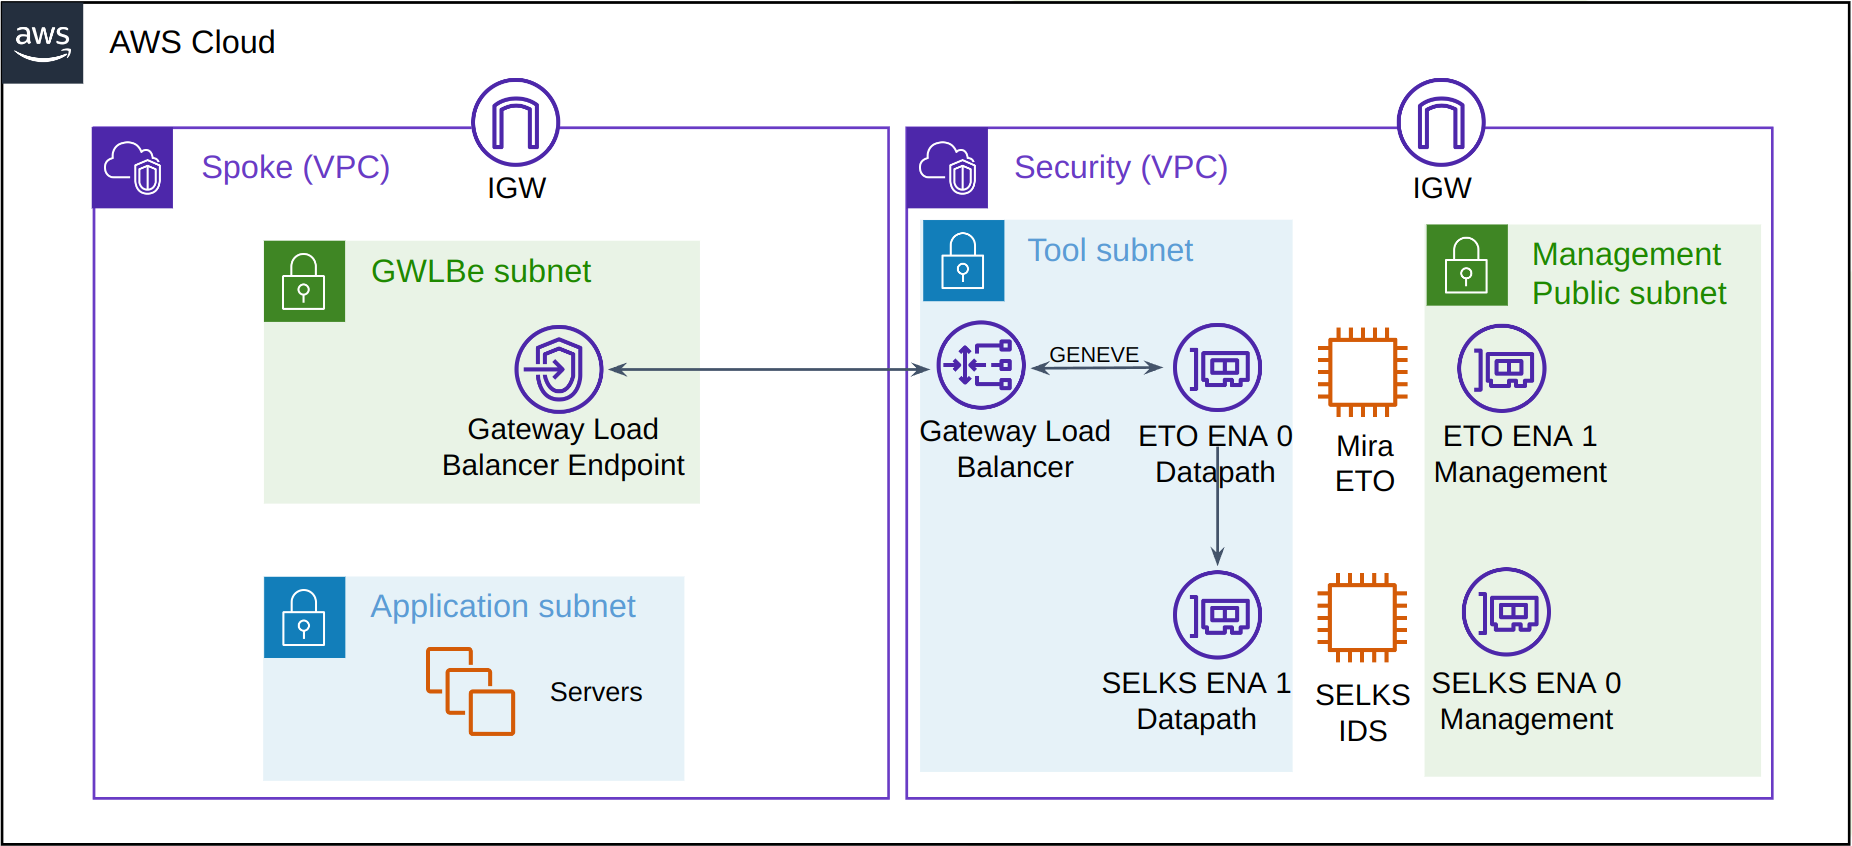 aws
AWS Cloud
Spoke (VPC)
IGW
GWLBe subnet
Gateway Load
Balancer Endpoint
Application subnet
Servers
Security (VPC)
IGW
Tool subnet
Gateway Load
Balancer
GENEVE
ETO ENA 0
Datapath
Mira
ETO
Management
Public subnet
ETO ENA 1
Management
SELKS ENA 1
Datapath
SELKS
IDS
SELKS ENA 0
Management